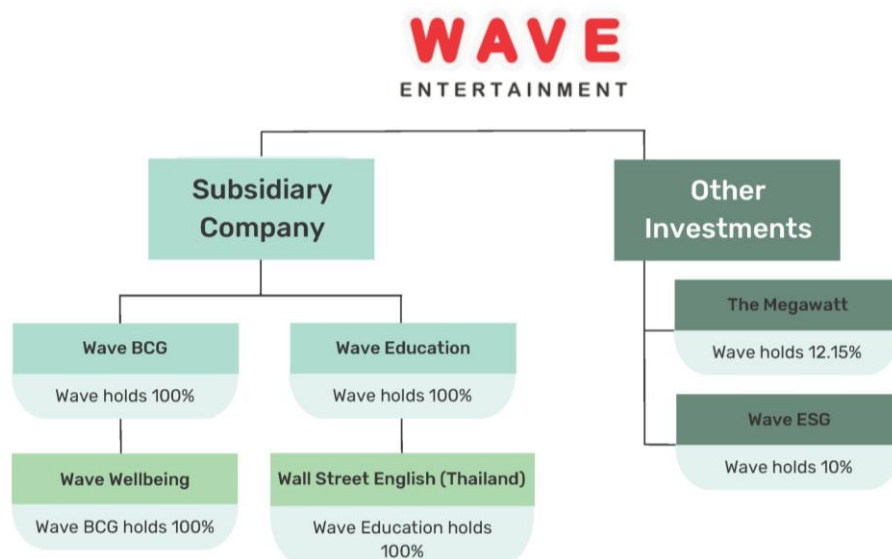 WAVE
ENTERTAINMENT
Subsidiary
Company
Other
Investments
The Megawatt
Wave holds 12.15%
Wave BCG
Wave holds 100%
Wave Education
Wave holds 100%
Wave ESG
Wave holds 10%
Wave Wellbeing
Wave BCG holds 100%
Wall Street English (Thailand)
Wave Education holds
100%